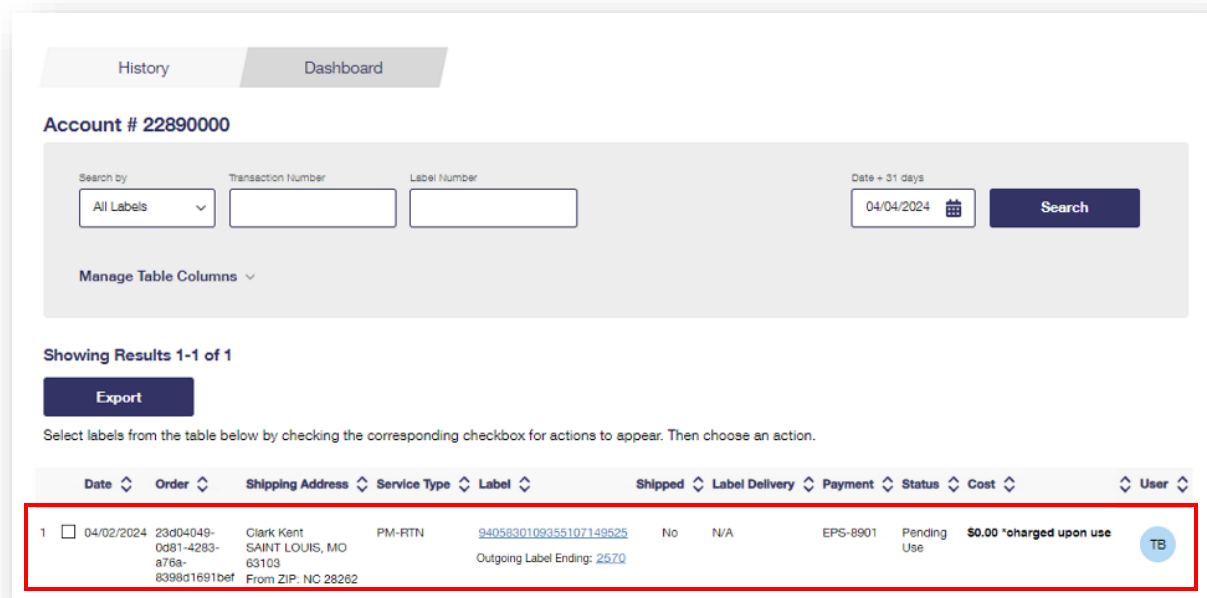 History Dashboard
Account # 22890000
Search by Transaction Number Label Number Date + 31 days
All Labels 04/04/2024 Search
Manage Table Columns
Showing Results 1-1 of 1
Export
Select labels from the table below by checking the corresponding checkbox for actions to appear. Then choose an action.
Date Order Shipping Address Service Type Label Shipped Label Delivery Payment Status Cost User
1 04/02/2024 23d04049- Clark Kent PM-RTN 9405830109355107149525 No N/A EPS-8901 Pending $0.00 *charged upon use TB
0d81-4283- SAINT LOUIS, MO Use
a76a- 63103 Outgoing Label Ending: 2570
8398d1691bef From ZIP: NC 28262